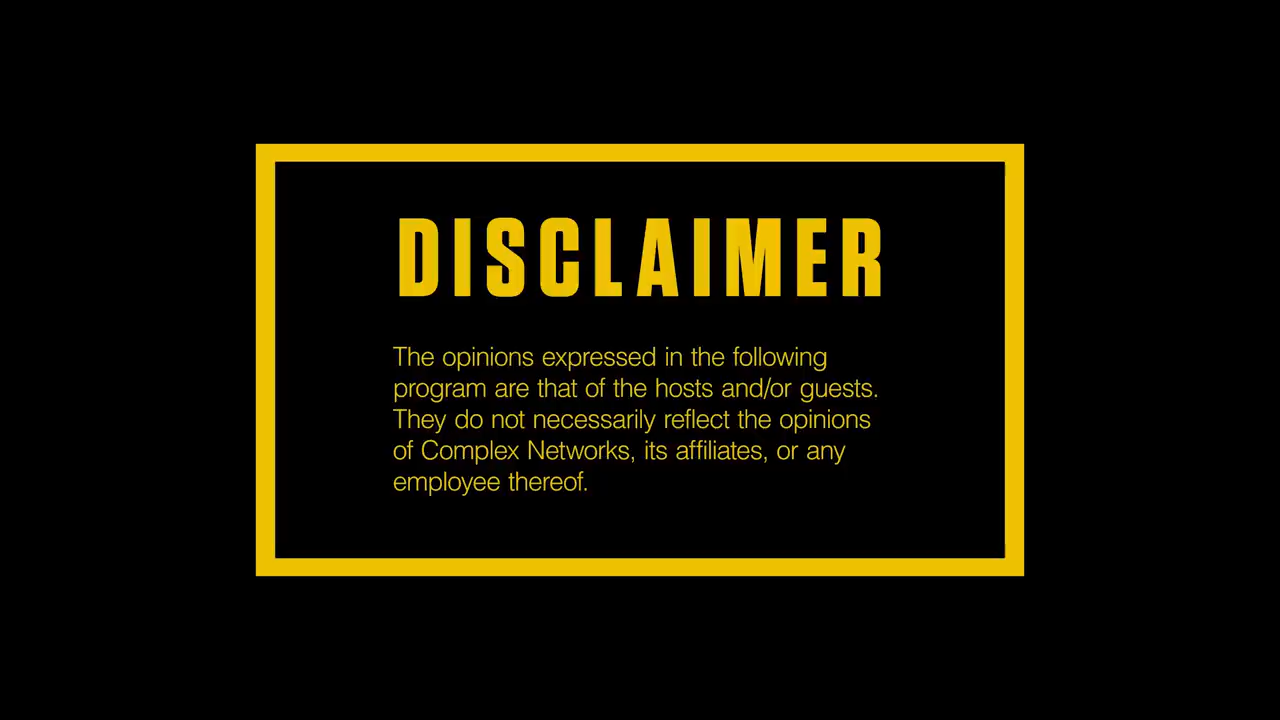 DISCLAIMER
The opinions expressed in the following
program are that of the hosts and/or guests.
They do not necessarily reflect the opinions
of Complex Networks, its affiliates, or any
employee thereof.